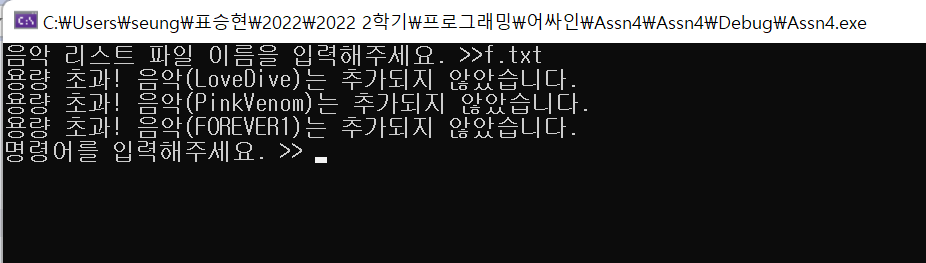 C:\Users\seung\표승현\2022\2022 2학기\프로그래밍\어싸인\Assn4\Assn4\Debug\Assn4.exe
음악 리스트 파일 이름을 입력해주세요. >>f.txt
용량 초과! 음악(LoveDive)는 추가되지 않았습니다.
용량 초과! 음악(PinkVenom)는 추가되지 않았습니다.
용량 초과! 음악(FOREVER1)는 추가되지 않았습니다.
명령어를 입력해주세요. >>